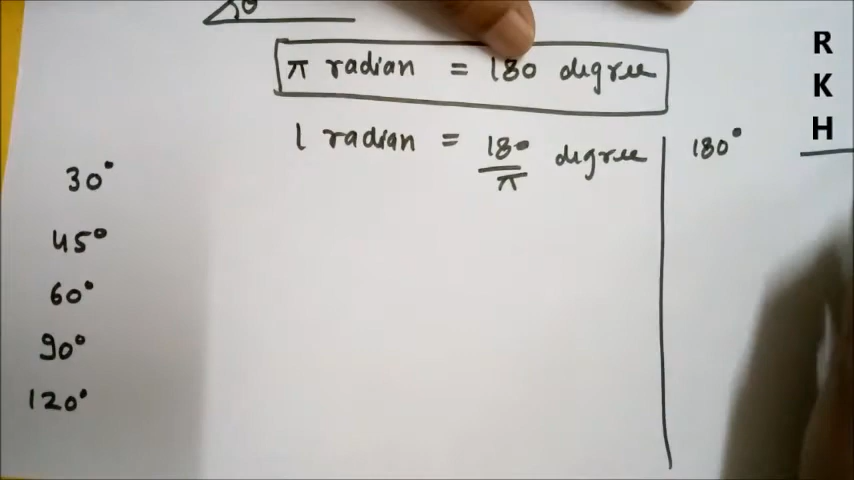 θ
π radian = 180 degree
1 radian = 180/π degree
180°
30°
45°
60°
90°
120°
R
K
H